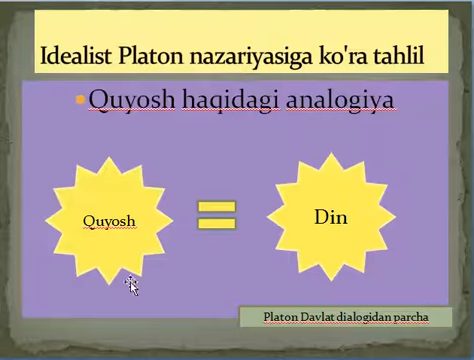 Idealist Platon nazariyasiga ko'ra tahlil
Quyosh haqidagi analogiya
Quyosh
Din
Platon Davlat dialogidan parcha